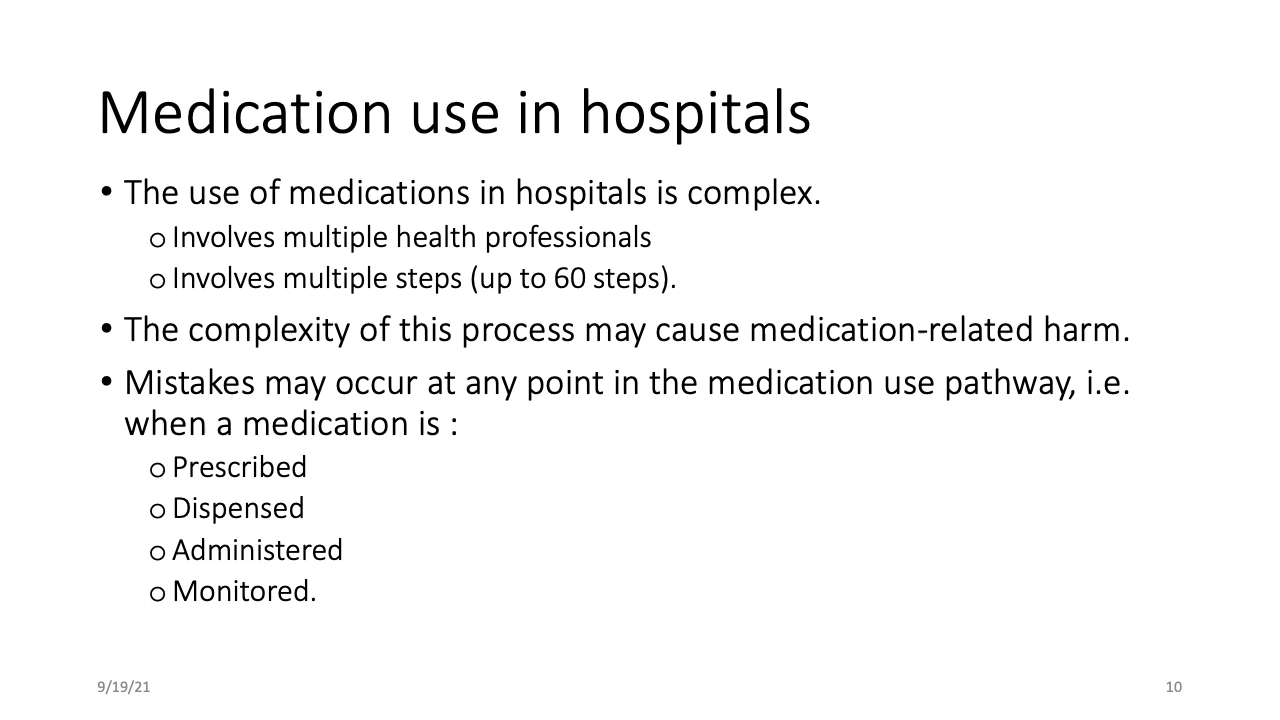 Medication use in hospitals
• The use of medications in hospitals is complex.
o Involves multiple health professionals
o Involves multiple steps (up to 60 steps).
• The complexity of this process may cause medication-related harm.
• Mistakes may occur at any point in the medication use pathway, i.e.
when a medication is :
o Prescribed
o Dispensed
o Administered
o Monitored.
9/19/21
10